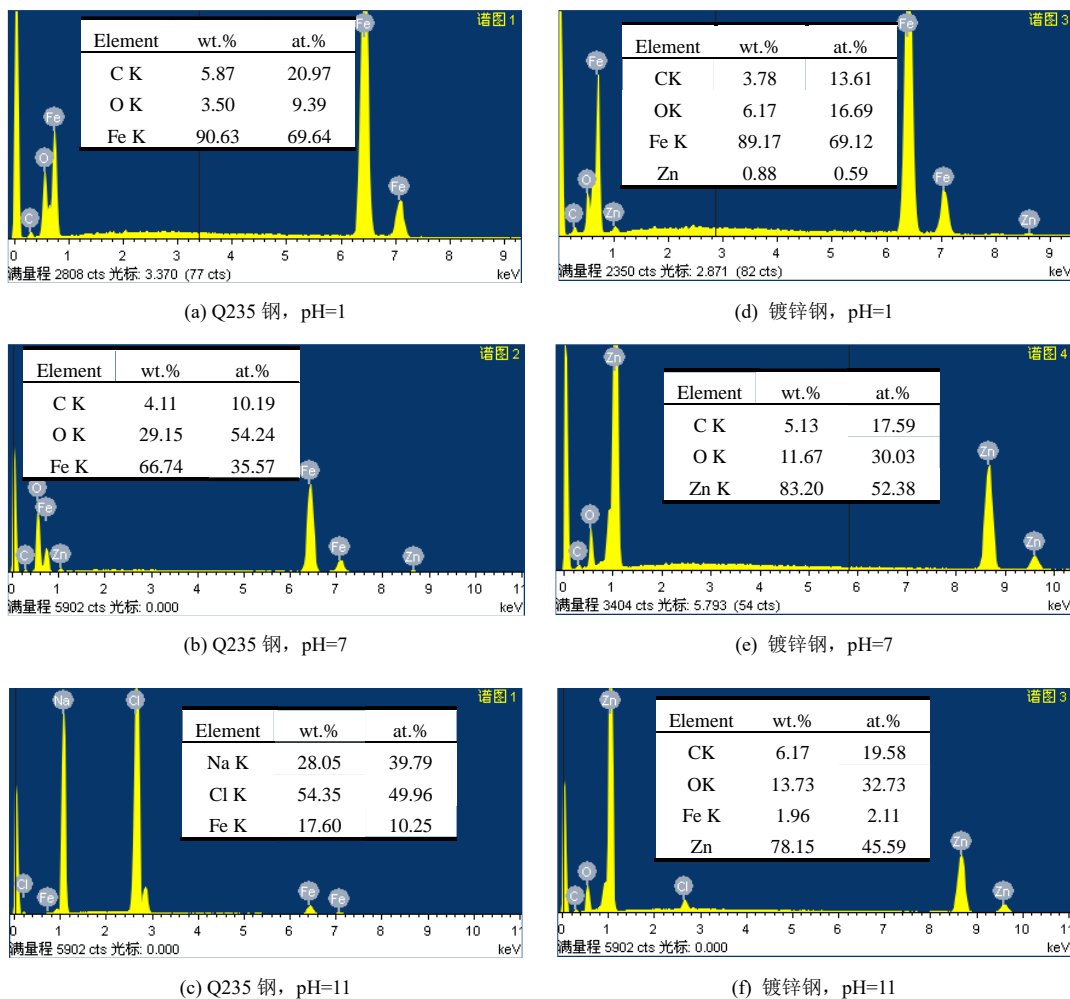 谱图 1
Element wt.% at.%
C K 5.87 20.97
O K 3.50 9.39
Fe K 90.63 69.64
Fe
O
C
Fe
Fe
0 1 2 3 4 5 6 7 8 9
满量程 2808 cts 光标: 3.370 (77 cts) keV
(a) Q235 钢，pH=1
谱图 3
Element wt.% at.%
CK 3.78 13.61
OK 6.17 16.69
Fe K 89.17 69.12
Zn 0.88 0.59
Fe
Fe
O
C
Zn
Fe
Zn
0 1 2 3 4 5 6 7 8 9
满量程 2350 cts 光标: 2.871 (82 cts) keV
(d) 镀锌钢，pH=1
谱图 2
Element wt.% at.%
C K 4.11 10.19
O K 29.15 54.24
Fe K 66.74 35.57
O
Fe
C
Zn
Fe
Fe
Zn
0 1 2 3 4 5 6 7 8 9 10 11
满量程 5902 cts 光标: 0.000 keV
(b) Q235 钢，pH=7
谱图 4
Element wt.% at.%
C K 5.13 17.59
O K 11.67 30.03
Zn K 83.20 52.38
Zn
O
C
Zn
Zn
0 1 2 3 4 5 6 7 8 9 10
满量程 3404 cts 光标: 5.793 (54 cts) keV
(e) 镀锌钢，pH=7
谱图 1
Element wt.% at.%
Na K 28.05 39.79
Cl K 54.35 49.96
Fe K 17.60 10.25
Na
Cl
Cl
Fe
Fe
Fe
0 1 2 3 4 5 6 7 8 9 10 11
满量程 5902 cts 光标: 0.000 keV
(c) Q235 钢，pH=11
谱图 3
Element wt.% at.%
CK 6.17 19.58
OK 13.73 32.73
Fe K 1.96 2.11
Zn 78.15 45.59
Zn
O
C
Cl
Zn
Zn
0 1 2 3 4 5 6 7 8 9 10 11
满量程 5902 cts 光标: 0.000 keV
(f) 镀锌钢，pH=11